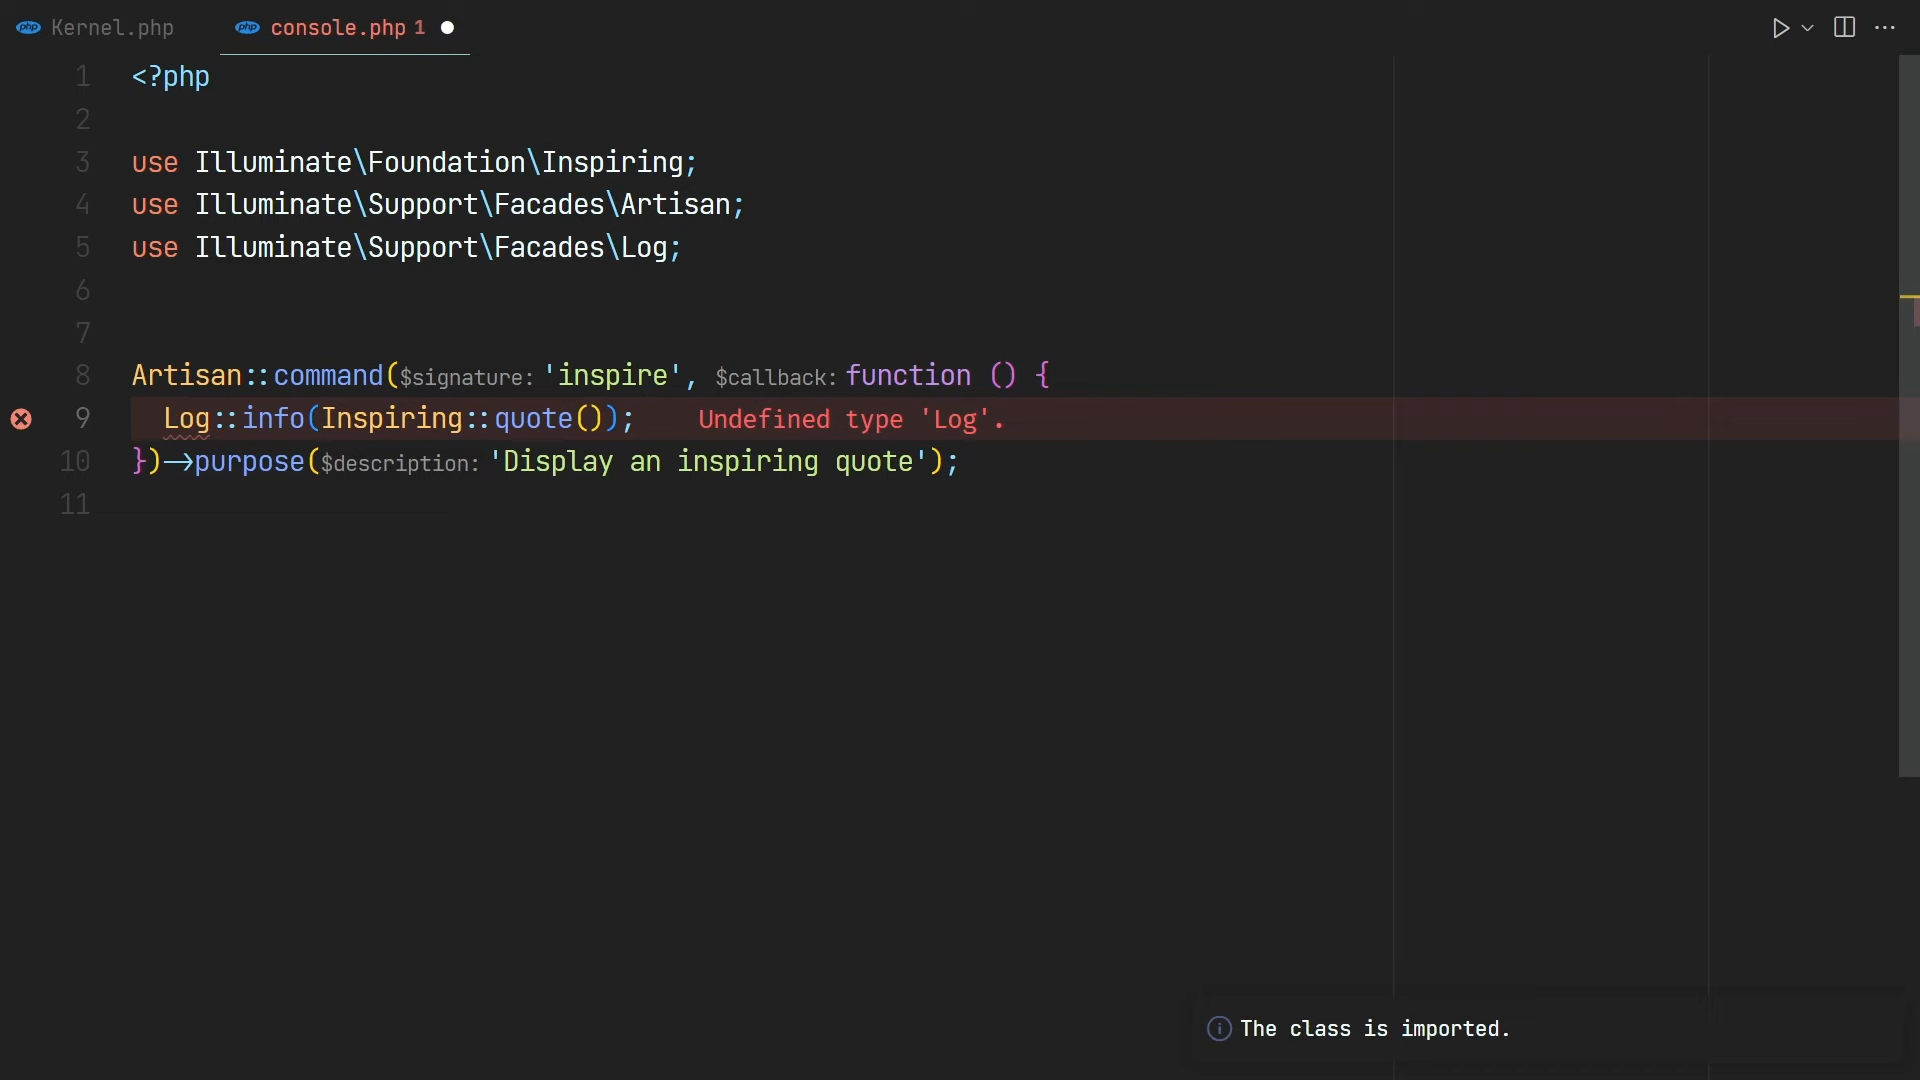 php Kernel.php php console.php 1
1 <?php
2
3 use Illuminate\Foundation\Inspiring;
4 use Illuminate\Support\Facades\Artisan;
5 use Illuminate\Support\Facades\Log;
6
7
8 Artisan::command($signature: 'inspire', $callback: function () {
9 Log::info(Inspiring::quote()); Undefined type 'Log'.
10 })->purpose($description: 'Display an inspiring quote');
11
The class is imported.